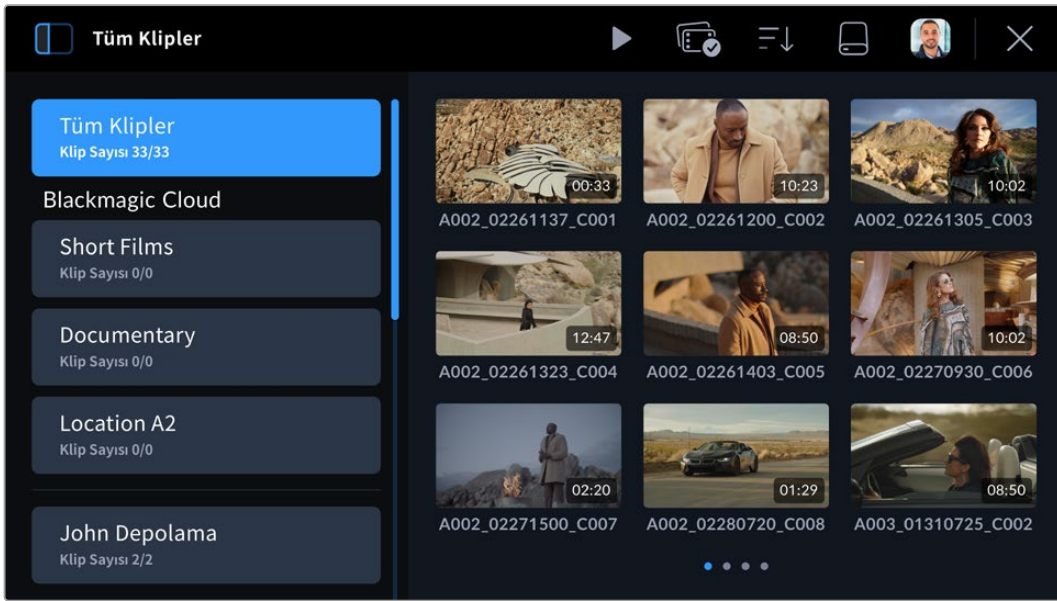 Tüm Klipler
Tüm Klipler
Klip Sayısı 33/33
Blackmagic Cloud
Short Films
Klip Sayısı 0/0
Documentary
Klip Sayısı 0/0
Location A2
Klip Sayısı 0/0
John Depolama
Klip Sayısı 2/2
00:33 10:23 10:02
A002_02261137_C001 A002_02261200_C002 A002_02261305_C003
12:47 08:50 10:02
A002_02261323_C004 A002_02261403_C005 A002_02270930_C006
02:20 01:29 08:50
A002_02271500_C007 A002_02280720_C008 A003_01310725_C002